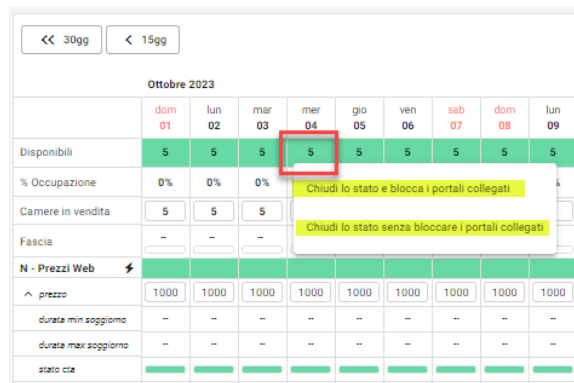 << 30gg < 15gg
Ottobre 2023
dom lun mar mer gio ven sab dom lun
01 02 03 04 05 06 07 08 09
Disponibili 5 5 5 5 5 5 5 5 5
% Occupazione 0% 0% 0%
Chiudi lo stato e blocca i portali collegati
Camere in vendita 5 5 5
Chiudi lo stato senza bloccare i portali collegati
Fascia -- -- --
N - Prezzi Web
prezzo 1000 1000 1000 1000 1000 1000 1000 1000 1000
durata min soggiorno -- -- -- -- -- -- -- -- --
durata max soggiorno -- -- -- -- -- -- -- -- --
stato cta